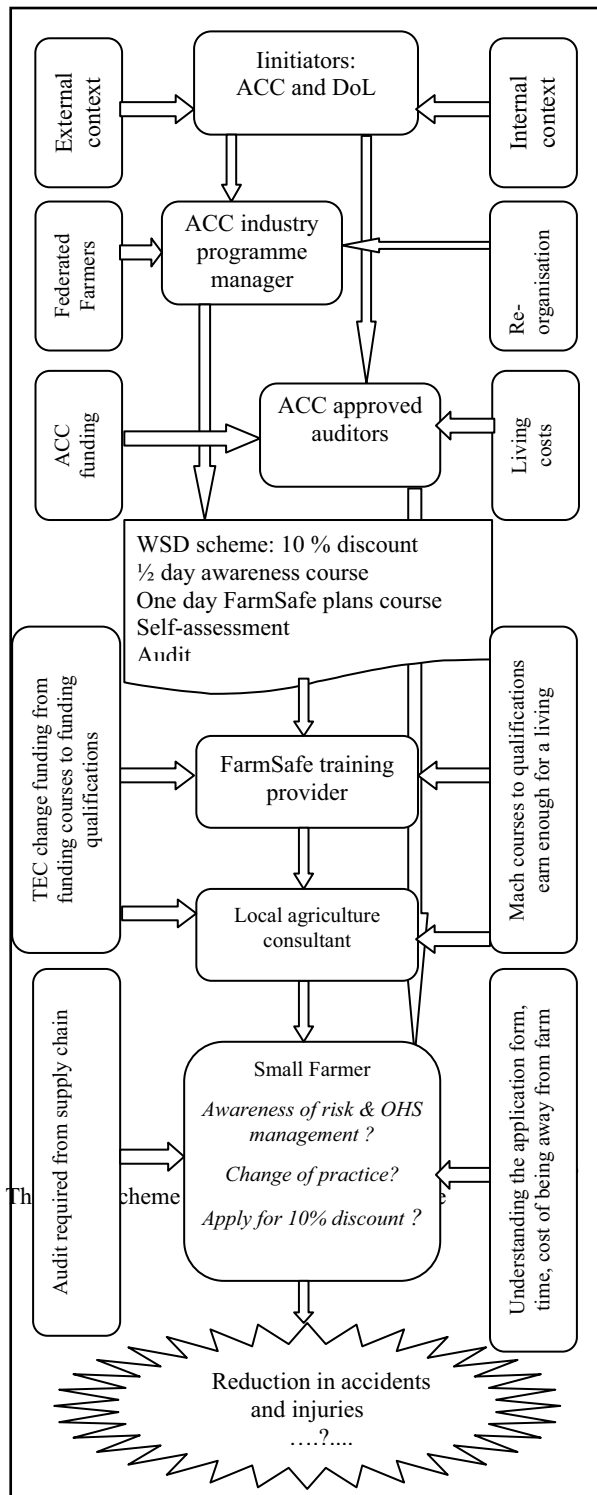 Iinitiators:
ACC and DoL
External
context
Internal
context
ACC industry
programme
manager
Federated
Farmers
Re-
organisation
ACC approved
auditors
ACC
funding
Living
costs
WSD scheme: 10 % discount
½ day awareness course
One day FarmSafe plans course
Self-assessment
Audit
FarmSafe training
provider
TEC change funding from
funding courses to funding
qualifications
Mach courses to qualifications
earn enough for a living
Local agriculture
consultant
Small Farmer
Awareness of risk & OHS
management ?
Change of practice?
Apply for 10% discount ?
Audit required from supply chain
Understanding the application form,
time, cost of being away from farm
Th cheme e
Reduction in accidents
and injuries
….?....